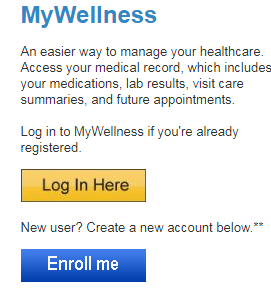 MyWellness
An easier way to manage your healthcare.
Access your medical record, which includes
your medications, lab results, visit care
summaries, and future appointments.
Log in to MyWellness if you're already
registered.
Log In Here
New user? Create a new account below.**
Enroll me